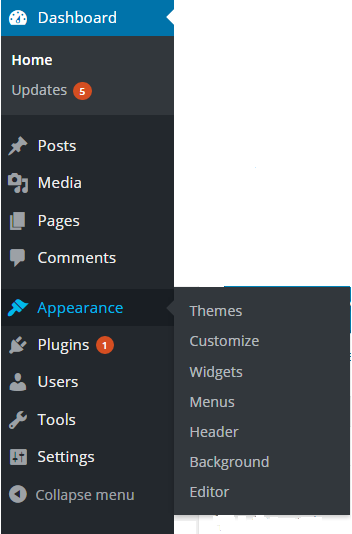 Dashboard
Home
Updates 5
Posts
Media
Pages
Comments
Appearance
Themes
Customize
Widgets
Menus
Header
Background
Editor
Plugins 1
Users
Tools
Settings
Collapse menu